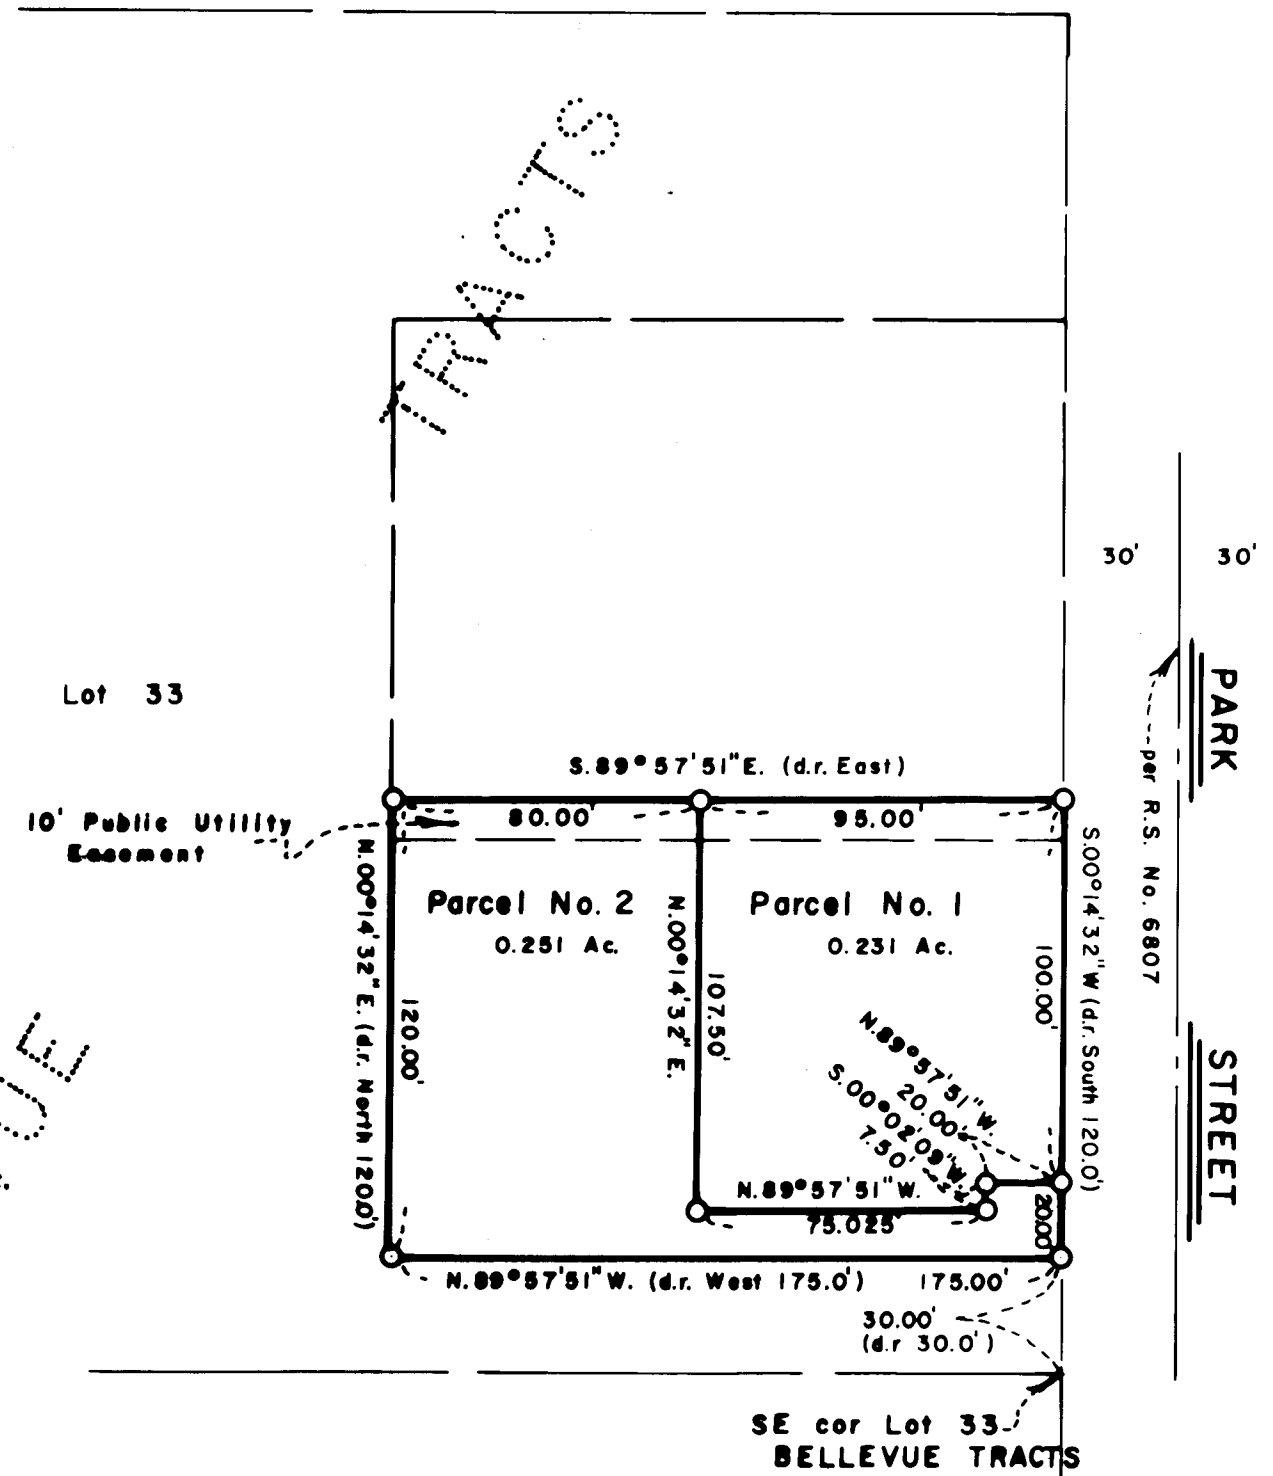 TRACTS
30'
30'
PARK
Lot 33
per R.S. No. 6807
S.89°57'51"E. (d.r. East)
80.00'
95.00'
10' Public Utility
Easement
N.00°14'32"E. (d.r. North 120.0')
120.00'
Parcel No. 2
0.251 Ac.
N.00°14'32"E.
107.50'
Parcel No. 1
0.231 Ac.
100.00'
S.00°14'32"W (d.r. South 120.0')
N.89°57'51"W.
20.00'
S.00°02'09"W.
7.50'
STREET
UE
N.89°57'51"W.
75.025'
20.00'
N.89°57'51"W. (d.r. West 175.0') 175.00'
30.00'
(d.r 30.0')
SE cor Lot 33
BELLEVUE TRACTS